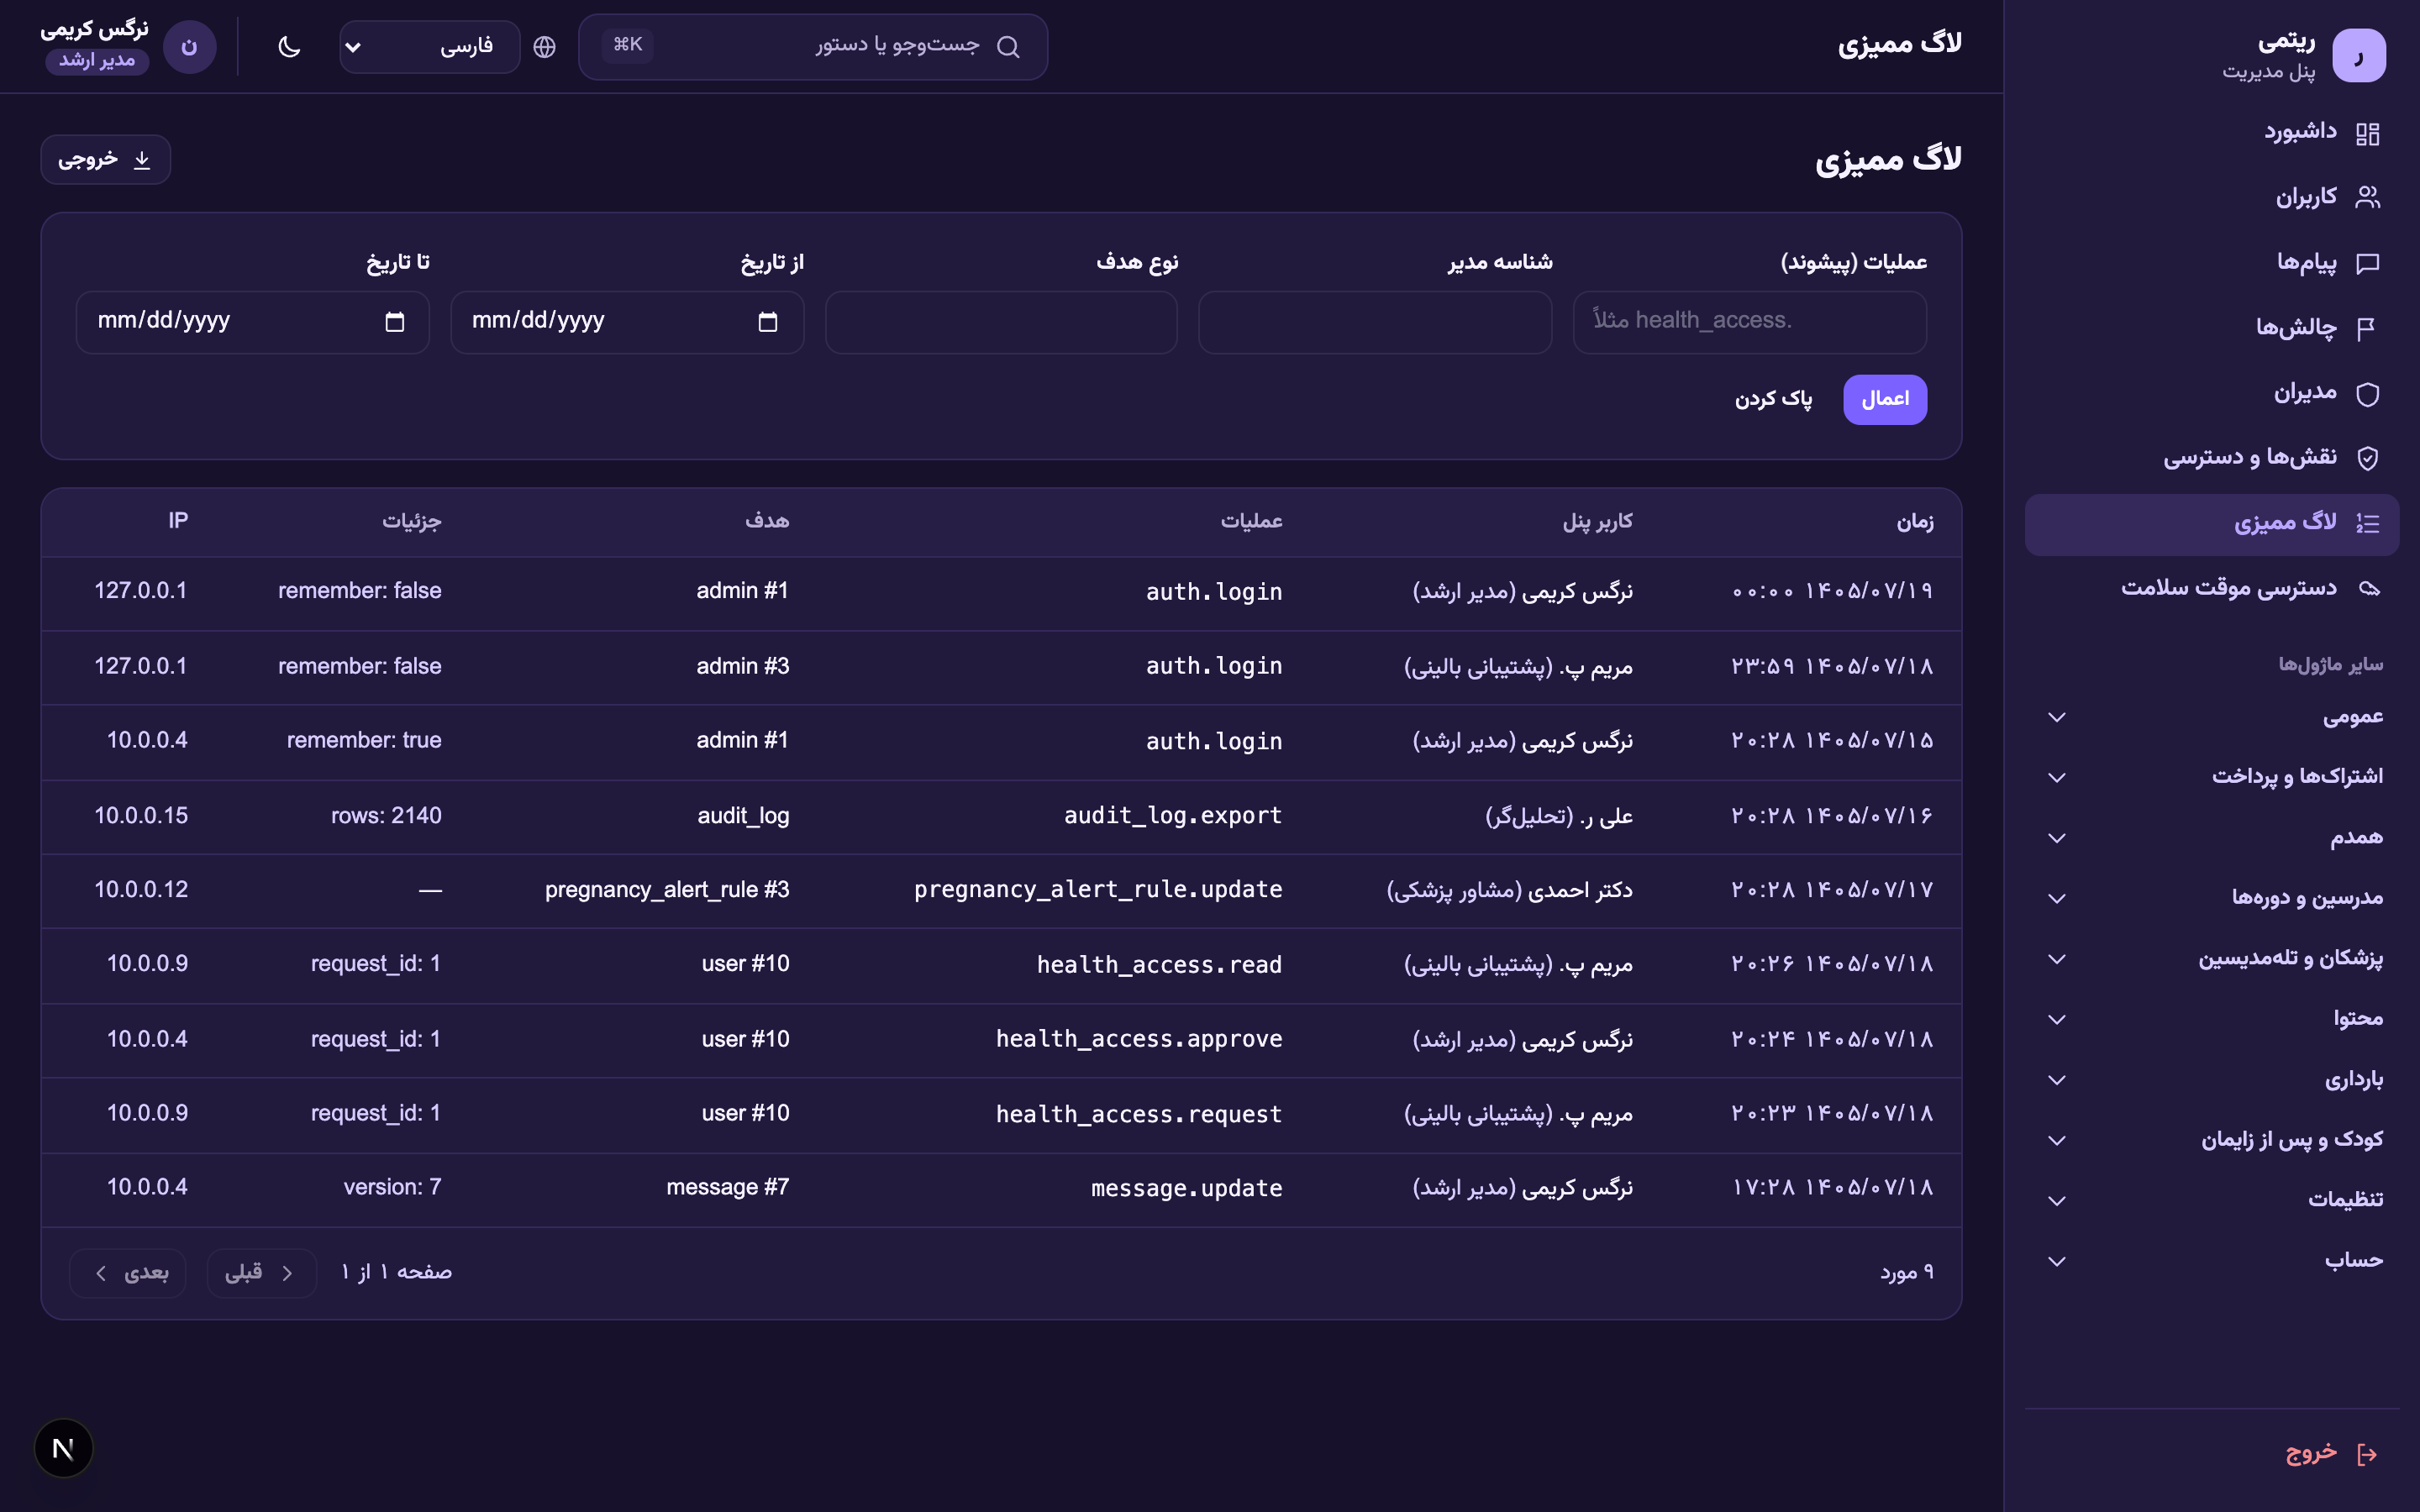 ر
ریتمی
پنل مدیریت
داشبورد
کاربران
پیام‌ها
چالش‌ها
مدیران
نقش‌ها و دسترسی
لاگ ممیزی
دسترسی موقت سلامت
سایر ماژول‌ها
عمومی
اشتراک‌ها و پرداخت
همدم
مدرسین و دوره‌ها
پزشکان و تله‌مدیسین
محتوا
بارداری
کودک و پس از زایمان
تنظیمات
حساب
خروج
لاگ ممیزی
جست‌وجو یا دستور ⌘K
فارسی
ن
نرگس کریمی
مدیر ارشد
لاگ ممیزی
خروجی
عملیات (پیشوند) شناسه مدیر نوع هدف از تاریخ تا تاریخ
مثلاً health_access. mm/dd/yyyy mm/dd/yyyy
اعمال پاک کردن
زمان کاربر پنل عملیات هدف جزئیات IP
۱۴۰۵/۰۷/۱۹ ۰۰:۰۰ نرگس کریمی (مدیر ارشد) auth.login admin #1 remember: false 127.0.0.1
۱۴۰۵/۰۷/۱۸ ۲۳:۵۹ مریم پ. (پشتیبانی بالینی) auth.login admin #3 remember: false 127.0.0.1
۱۴۰۵/۰۷/۱۵ ۲۰:۲۸ نرگس کریمی (مدیر ارشد) auth.login admin #1 remember: true 10.0.0.4
۱۴۰۵/۰۷/۱۶ ۲۰:۲۸ علی ر. (تحلیل‌گر) audit_log.export audit_log rows: 2140 10.0.0.15
۱۴۰۵/۰۷/۱۷ ۲۰:۲۸ دکتر احمدی (مشاور پزشکی) pregnancy_alert_rule.update pregnancy_alert_rule #3 — 10.0.0.12
۱۴۰۵/۰۷/۱۸ ۲۰:۲۶ مریم پ. (پشتیبانی بالینی) health_access.read user #10 request_id: 1 10.0.0.9
۱۴۰۵/۰۷/۱۸ ۲۰:۲۴ نرگس کریمی (مدیر ارشد) health_access.approve user #10 request_id: 1 10.0.0.4
۱۴۰۵/۰۷/۱۸ ۲۰:۲۳ مریم پ. (پشتیبانی بالینی) health_access.request user #10 request_id: 1 10.0.0.9
۱۴۰۵/۰۷/۱۸ ۱۷:۲۸ نرگس کریمی (مدیر ارشد) message.update message #7 version: 7 10.0.0.4
۹ مورد صفحه ۱ از ۱ قبلی بعدی
N